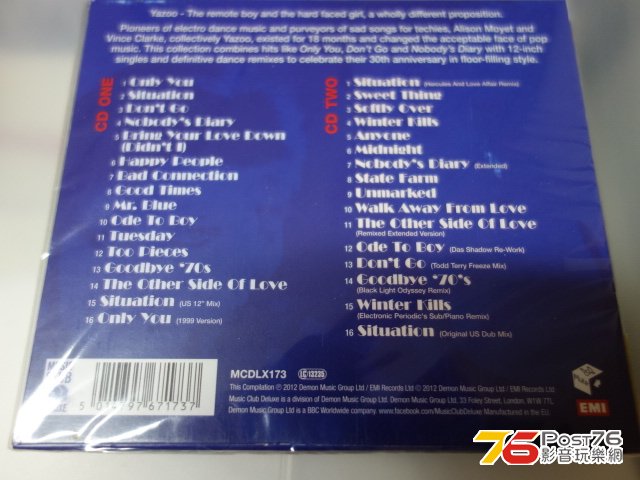 Yazoo - The remote boy and the hard faced girl, a wholly different proposition.
Pioneers of electro dance music and purveyors of sad songs for techies, Alison Moyet and
Vince Clarke, collectively Yazoo, existed for 18 months and changed the acceptable face of pop
music. This collection combines hits like Only You, Don't Go and Nobody's Diary with 12-inch
singles and definitive dance remixes to celebrate their 30th anniversary in floor-filling style.
CD ONE
1 Only You
2 Situation
3 Don't Go
4 Nobody's Diary
5 Bring Your Love Down
(Didn't I)
6 Happy People
7 Bad Connection
8 Good Times
9 Mr. Blue
10 Ode To Boy
11 Tuesday
12 Too Pieces
13 Goodbye '70s
14 The Other Side Of Love
15 Situation (US 12" Mix)
16 Only You (1999 Version)
CD TWO
1 Situation (Hercules And Love Affair Remix)
2 Sweet Thing
3 Softly Over
4 Winter Kills
5 Anyone
6 Midnight
7 Nobody's Diary (Extended)
8 State Farm
9 Unmarked
10 Walk Away From Love
11 The Other Side Of Love
(Remixed Extended Version)
12 Ode To Boy (Das Shadow Re-Work)
13 Don't Go (Todd Terry Freeze Mix)
14 Goodbye '70's
(Black Light Odyssey Remix)
15 Winter Kills
(Electronic Periodic's Sub/Piano Remix)
16 Situation (Original US Dub Mix)
MCDLX173
LC 13235
This Compilation Ⓟ 2012 Demon Music Group Ltd / EMI Records Ltd © 2012 Demon Music Group Ltd / EMI Records Ltd.
Music Club Deluxe is a division of Demon Music Group Ltd. Demon Music Group Ltd, 33 Foley Street, London, W1W 7TL.
Demon Music Group Ltd is a BBC Worldwide company. www.facebook.com/MusicClubDeluxe Manufactured in the EU.
EMI
76 Post76
影音玩樂網